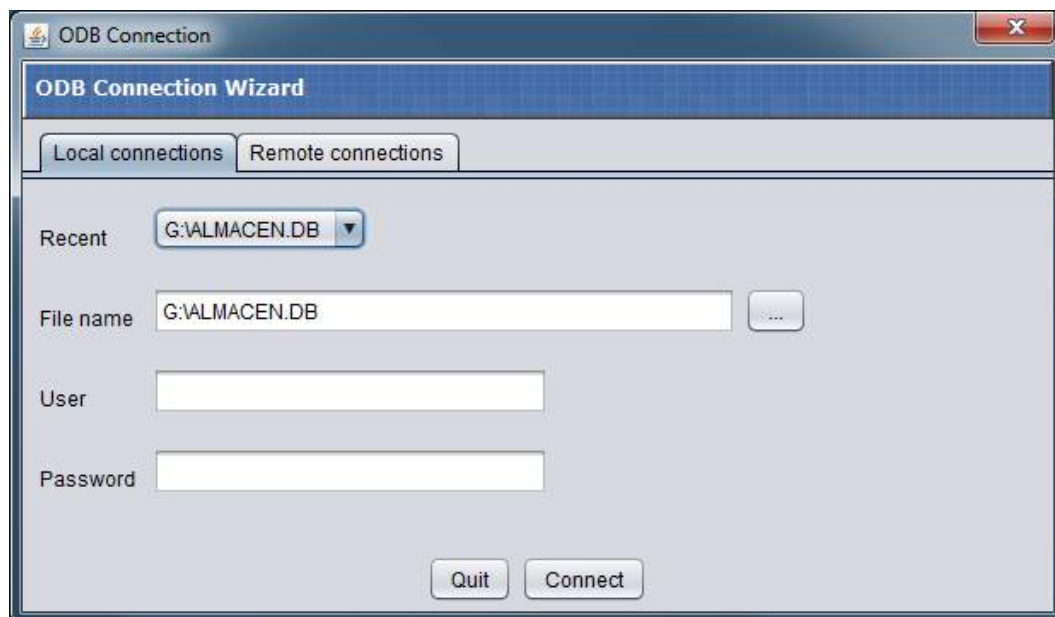 ODB Connection
ODB Connection Wizard
Local connections Remote connections
Recent G:\ALMACEN.DB
File name G:\ALMACEN.DB ...
User
Password
Quit Connect